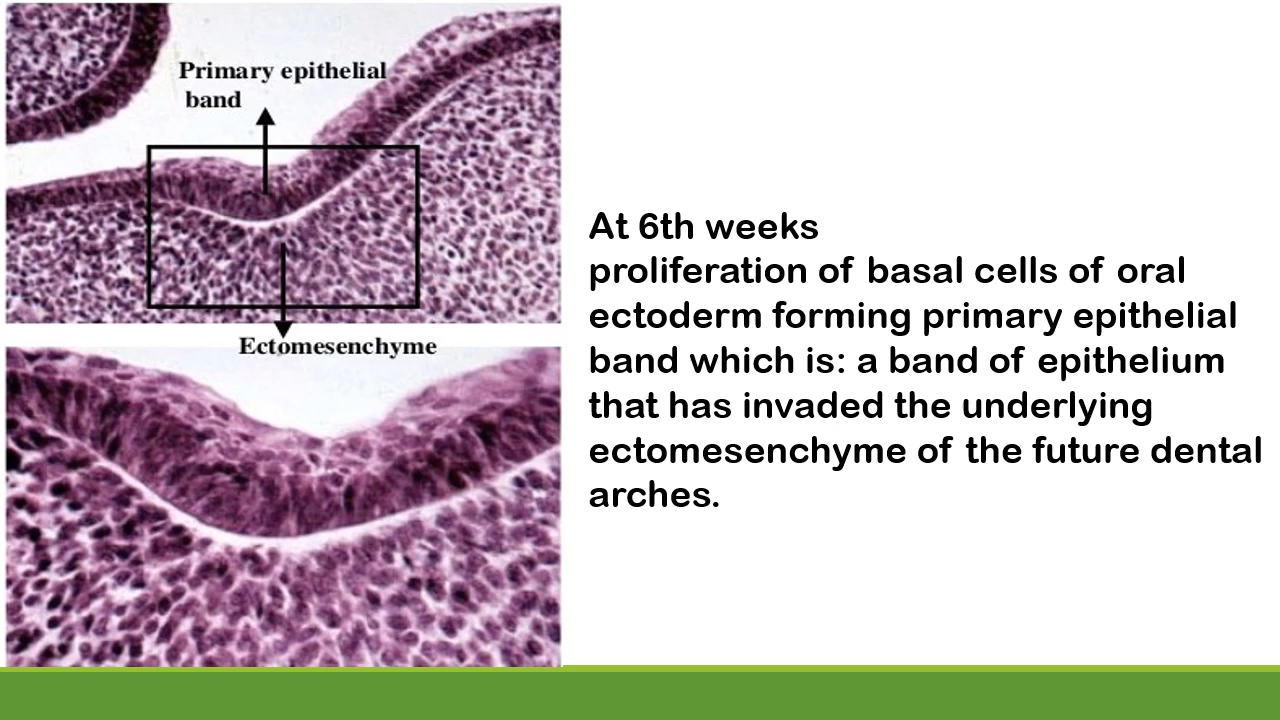 Primary epithelial
band
Ectomesenchyme
At 6th weeks
proliferation of basal cells of oral
ectoderm forming primary epithelial
band which is: a band of epithelium
that has invaded the underlying
ectomesenchyme of the future dental
arches.